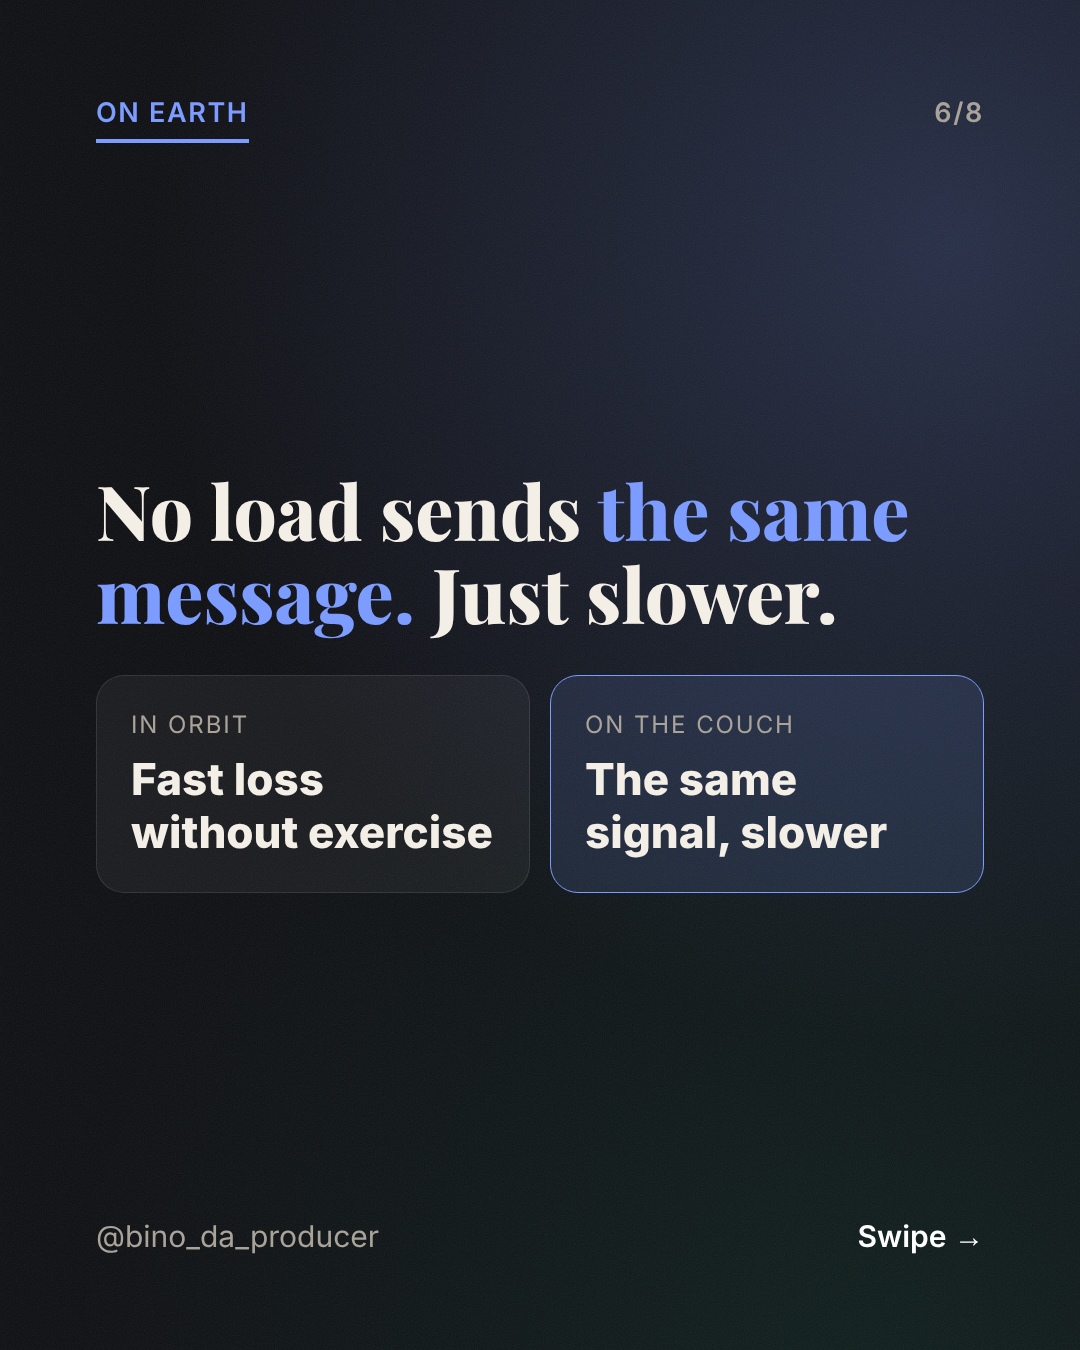 ON EARTH
6/8
No load sends the same
message. Just slower.
IN ORBIT
Fast loss
without exercise
ON THE COUCH
The same
signal, slower
@bino_da_producer
Swipe →